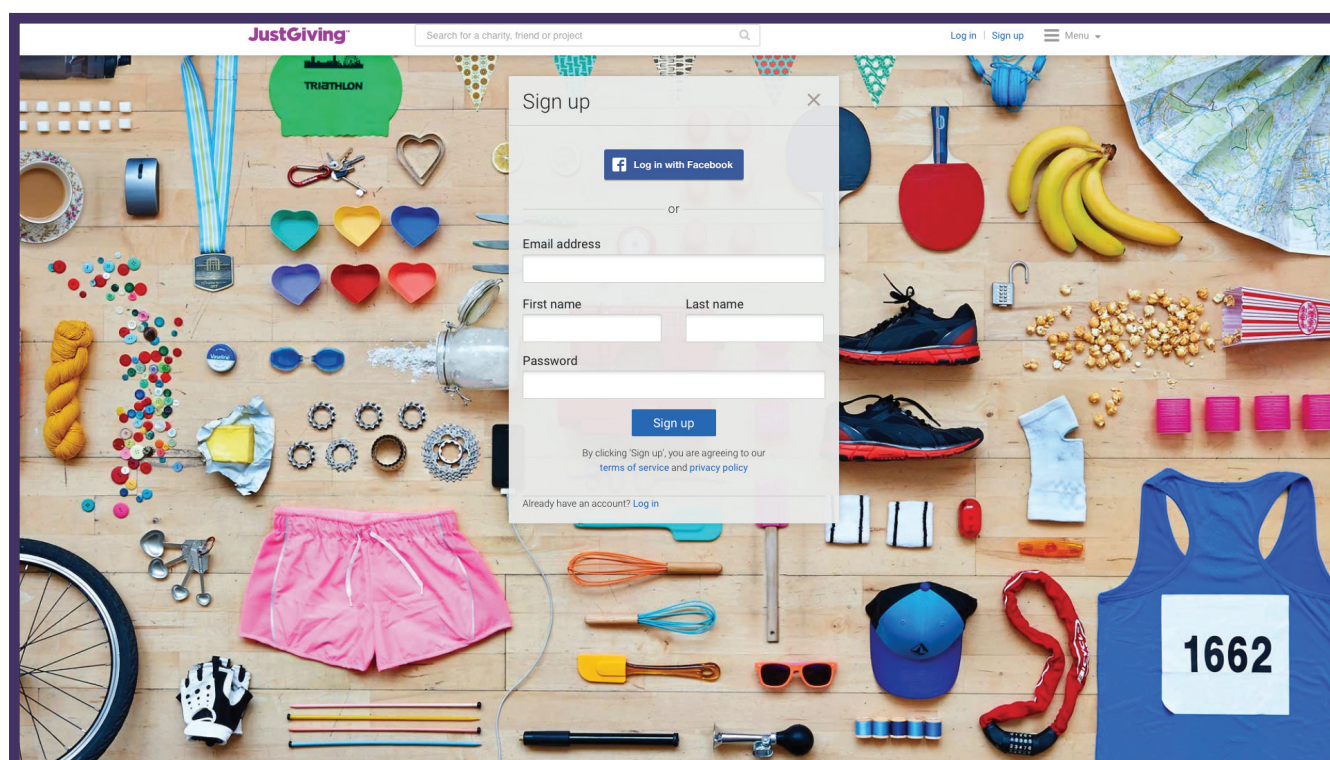 JustGiving™
Search for a charity, friend or project
Log in | Sign up
Menu
TRIATHLON
Sign up
Log in with Facebook
or
Email address
First name
Last name
Password
Sign up
By clicking 'Sign up', you are agreeing to our
terms of service and privacy policy
Already have an account? Log in
Vaseline
1662